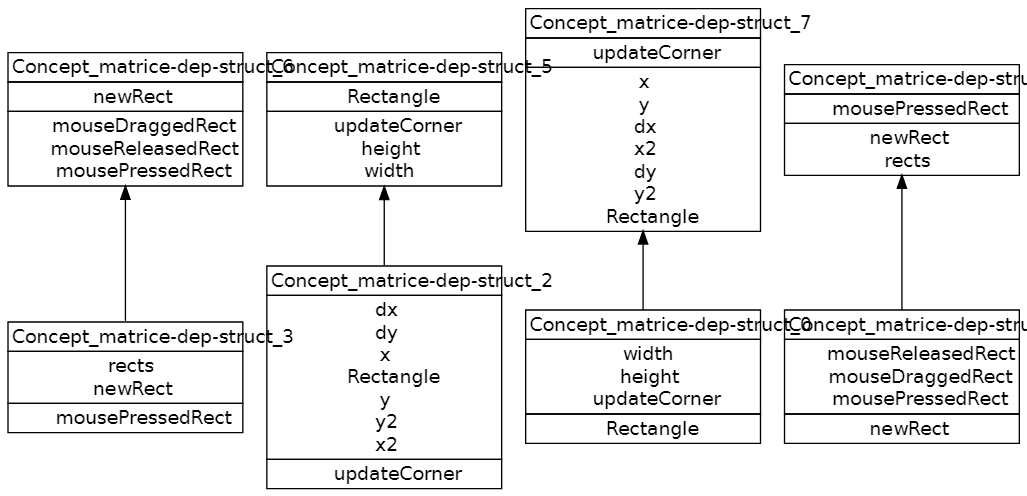 Concept_matrice-dep-struct_6
newRect
mouseDraggedRect
mouseReleasedRect
mousePressedRect
Concept_matrice-dep-struct_5
Rectangle
updateCorner
height
width
Concept_matrice-dep-struct_7
updateCorner
x
y
dx
x2
dy
y2
Rectangle
Concept_matrice-dep-stru
mousePressedRect
newRect
rects
Concept_matrice-dep-struct_3
rects
newRect
mousePressedRect
Concept_matrice-dep-struct_2
dx
dy
x
Rectangle
y
y2
x2
updateCorner
Concept_matrice-dep-struct_0
width
height
updateCorner
Rectangle
Concept_matrice-dep-stru
mouseReleasedRect
mouseDraggedRect
mousePressedRect
newRect